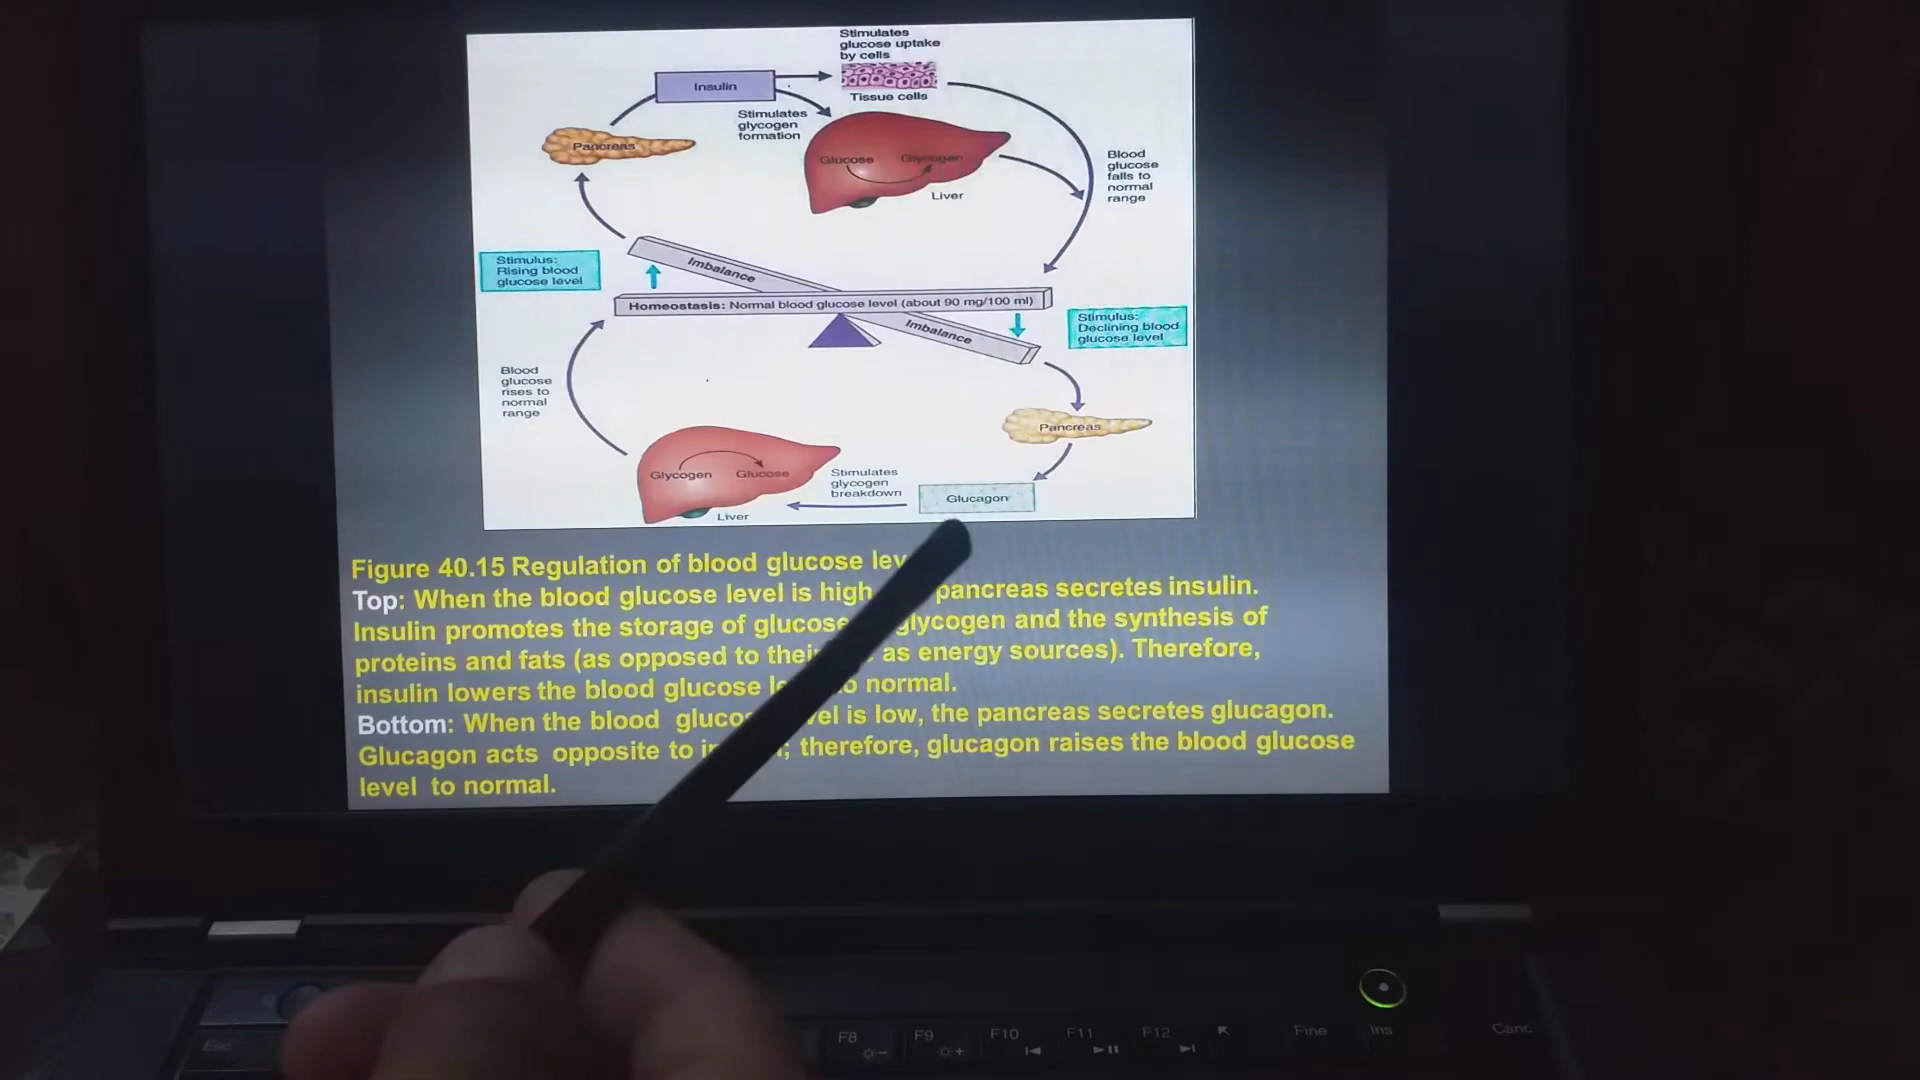 Stimulates
glucose uptake
by cells
Insulin
Tissue cells
Stimulates
glycogen
formation
Pancreas
Glucose Glycogen
Liver
Blood
glucose
falls to
normal
range
Stimulus:
Rising blood
glucose level
Imbalance
Homeostasis: Normal blood glucose level (about 90 mg/100 ml)
Imbalance
Stimulus:
Declining blood
glucose level
Blood
glucose
rises to
normal
range
Pancreas
Glycogen Glucose
Stimulates
glycogen
breakdown
Glucagon
Liver
Figure 40.15 Regulation of blood glucose
Top: When the blood glucose level is high pancreas secretes insulin.
Insulin promotes the storage of glucose glycogen and the synthesis of
proteins and fats (as opposed to their as energy sources). Therefore,
insulin lowers the blood glucose to normal.
Bottom: When the blood is low, the pancreas secretes glucagon.
Glucagon acts opposite to ; therefore, glucagon raises the blood glucose
level to normal.
Esc F8 F9 F10 F11 F12 Fine Ins Canc